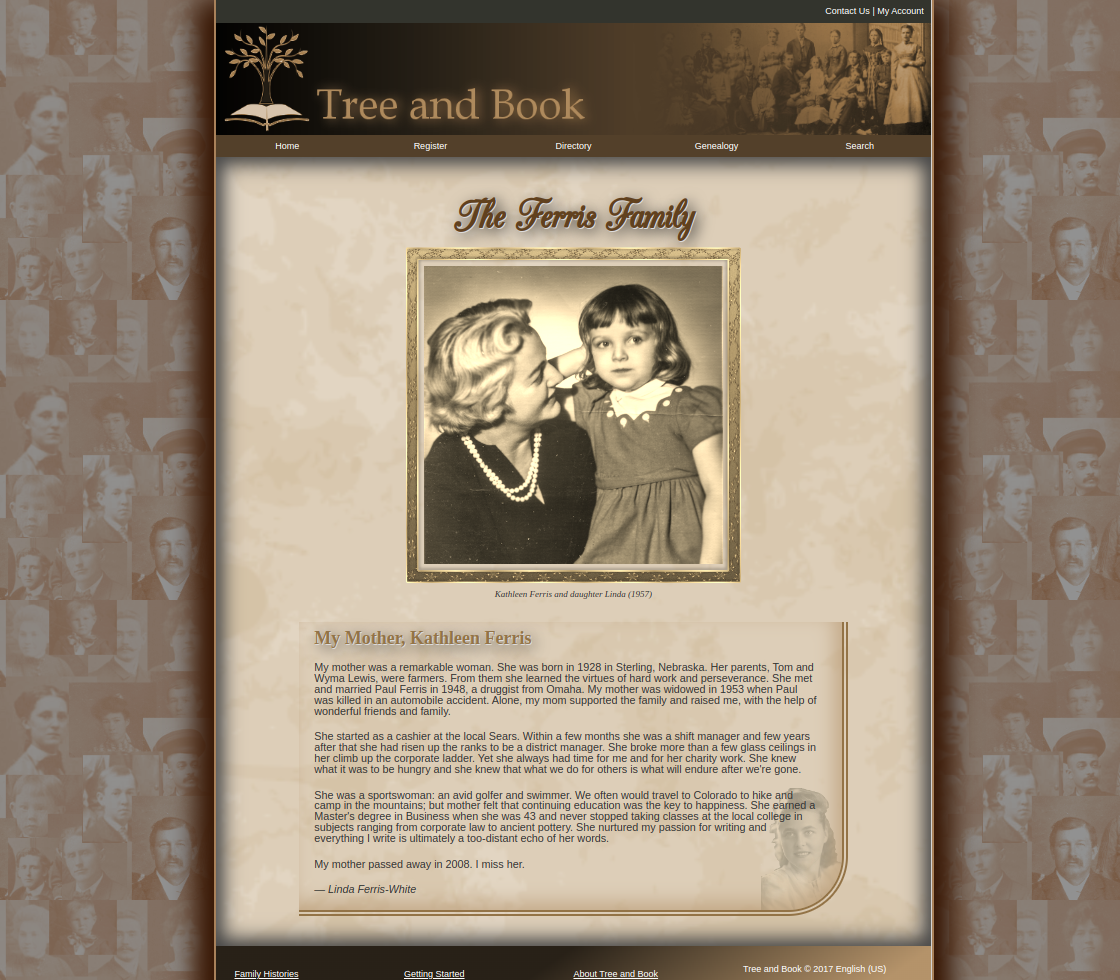 Contact Us | My Account
Tree and Book
Home Register Directory Genealogy Search
The Ferris Family
Kathleen Ferris and daughter Linda (1957)
My Mother, Kathleen Ferris
My mother was a remarkable woman. She was born in 1928 in Sterling, Nebraska. Her parents, Tom and
Wyma Lewis, were farmers. From them she learned the virtues of hard work and perseverance. She met
and married Paul Ferris in 1948, a druggist from Omaha. My mother was widowed in 1953 when Paul
was killed in an automobile accident. Alone, my mom supported the family and raised me, with the help of
wonderful friends and family.
She started as a cashier at the local Sears. Within a few months she was a shift manager and few years
after that she had risen up the ranks to be a district manager. She broke more than a few glass ceilings in
her climb up the corporate ladder. Yet she always had time for me and for her charity work. She knew
what it was to be hungry and she knew that what we do for others is what will endure after we're gone.
She was a sportswoman: an avid golfer and swimmer. We often would travel to Colorado to hike and
camp in the mountains; but mother felt that continuing education was the key to happiness. She earned a
Master's degree in Business when she was 43 and never stopped taking classes at the local college in
subjects ranging from corporate law to ancient pottery. She nurtured my passion for writing and
everything I write is ultimately a too-distant echo of her words.
My mother passed away in 2008. I miss her.
— Linda Ferris-White
Family Histories Getting Started About Tree and Book Tree and Book © 2017 English (US)